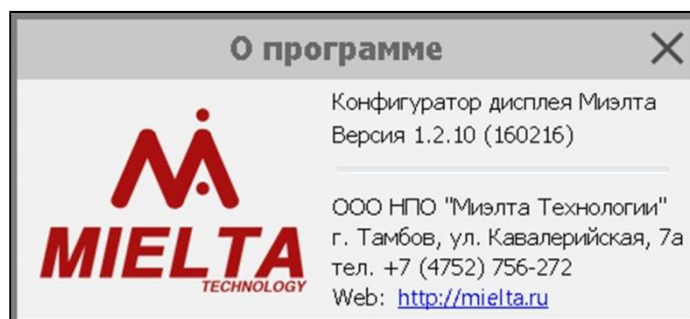 О программе
MIELTA
TECHNOLOGY
Конфигуратор дисплея Миэлта
Версия 1.2.10 (160216)
ООО НПО "Миэлта Технологии"
г. Тамбов, ул. Кавалерийская, 7а
тел. +7 (4752) 756-272
Web: http://mielta.ru